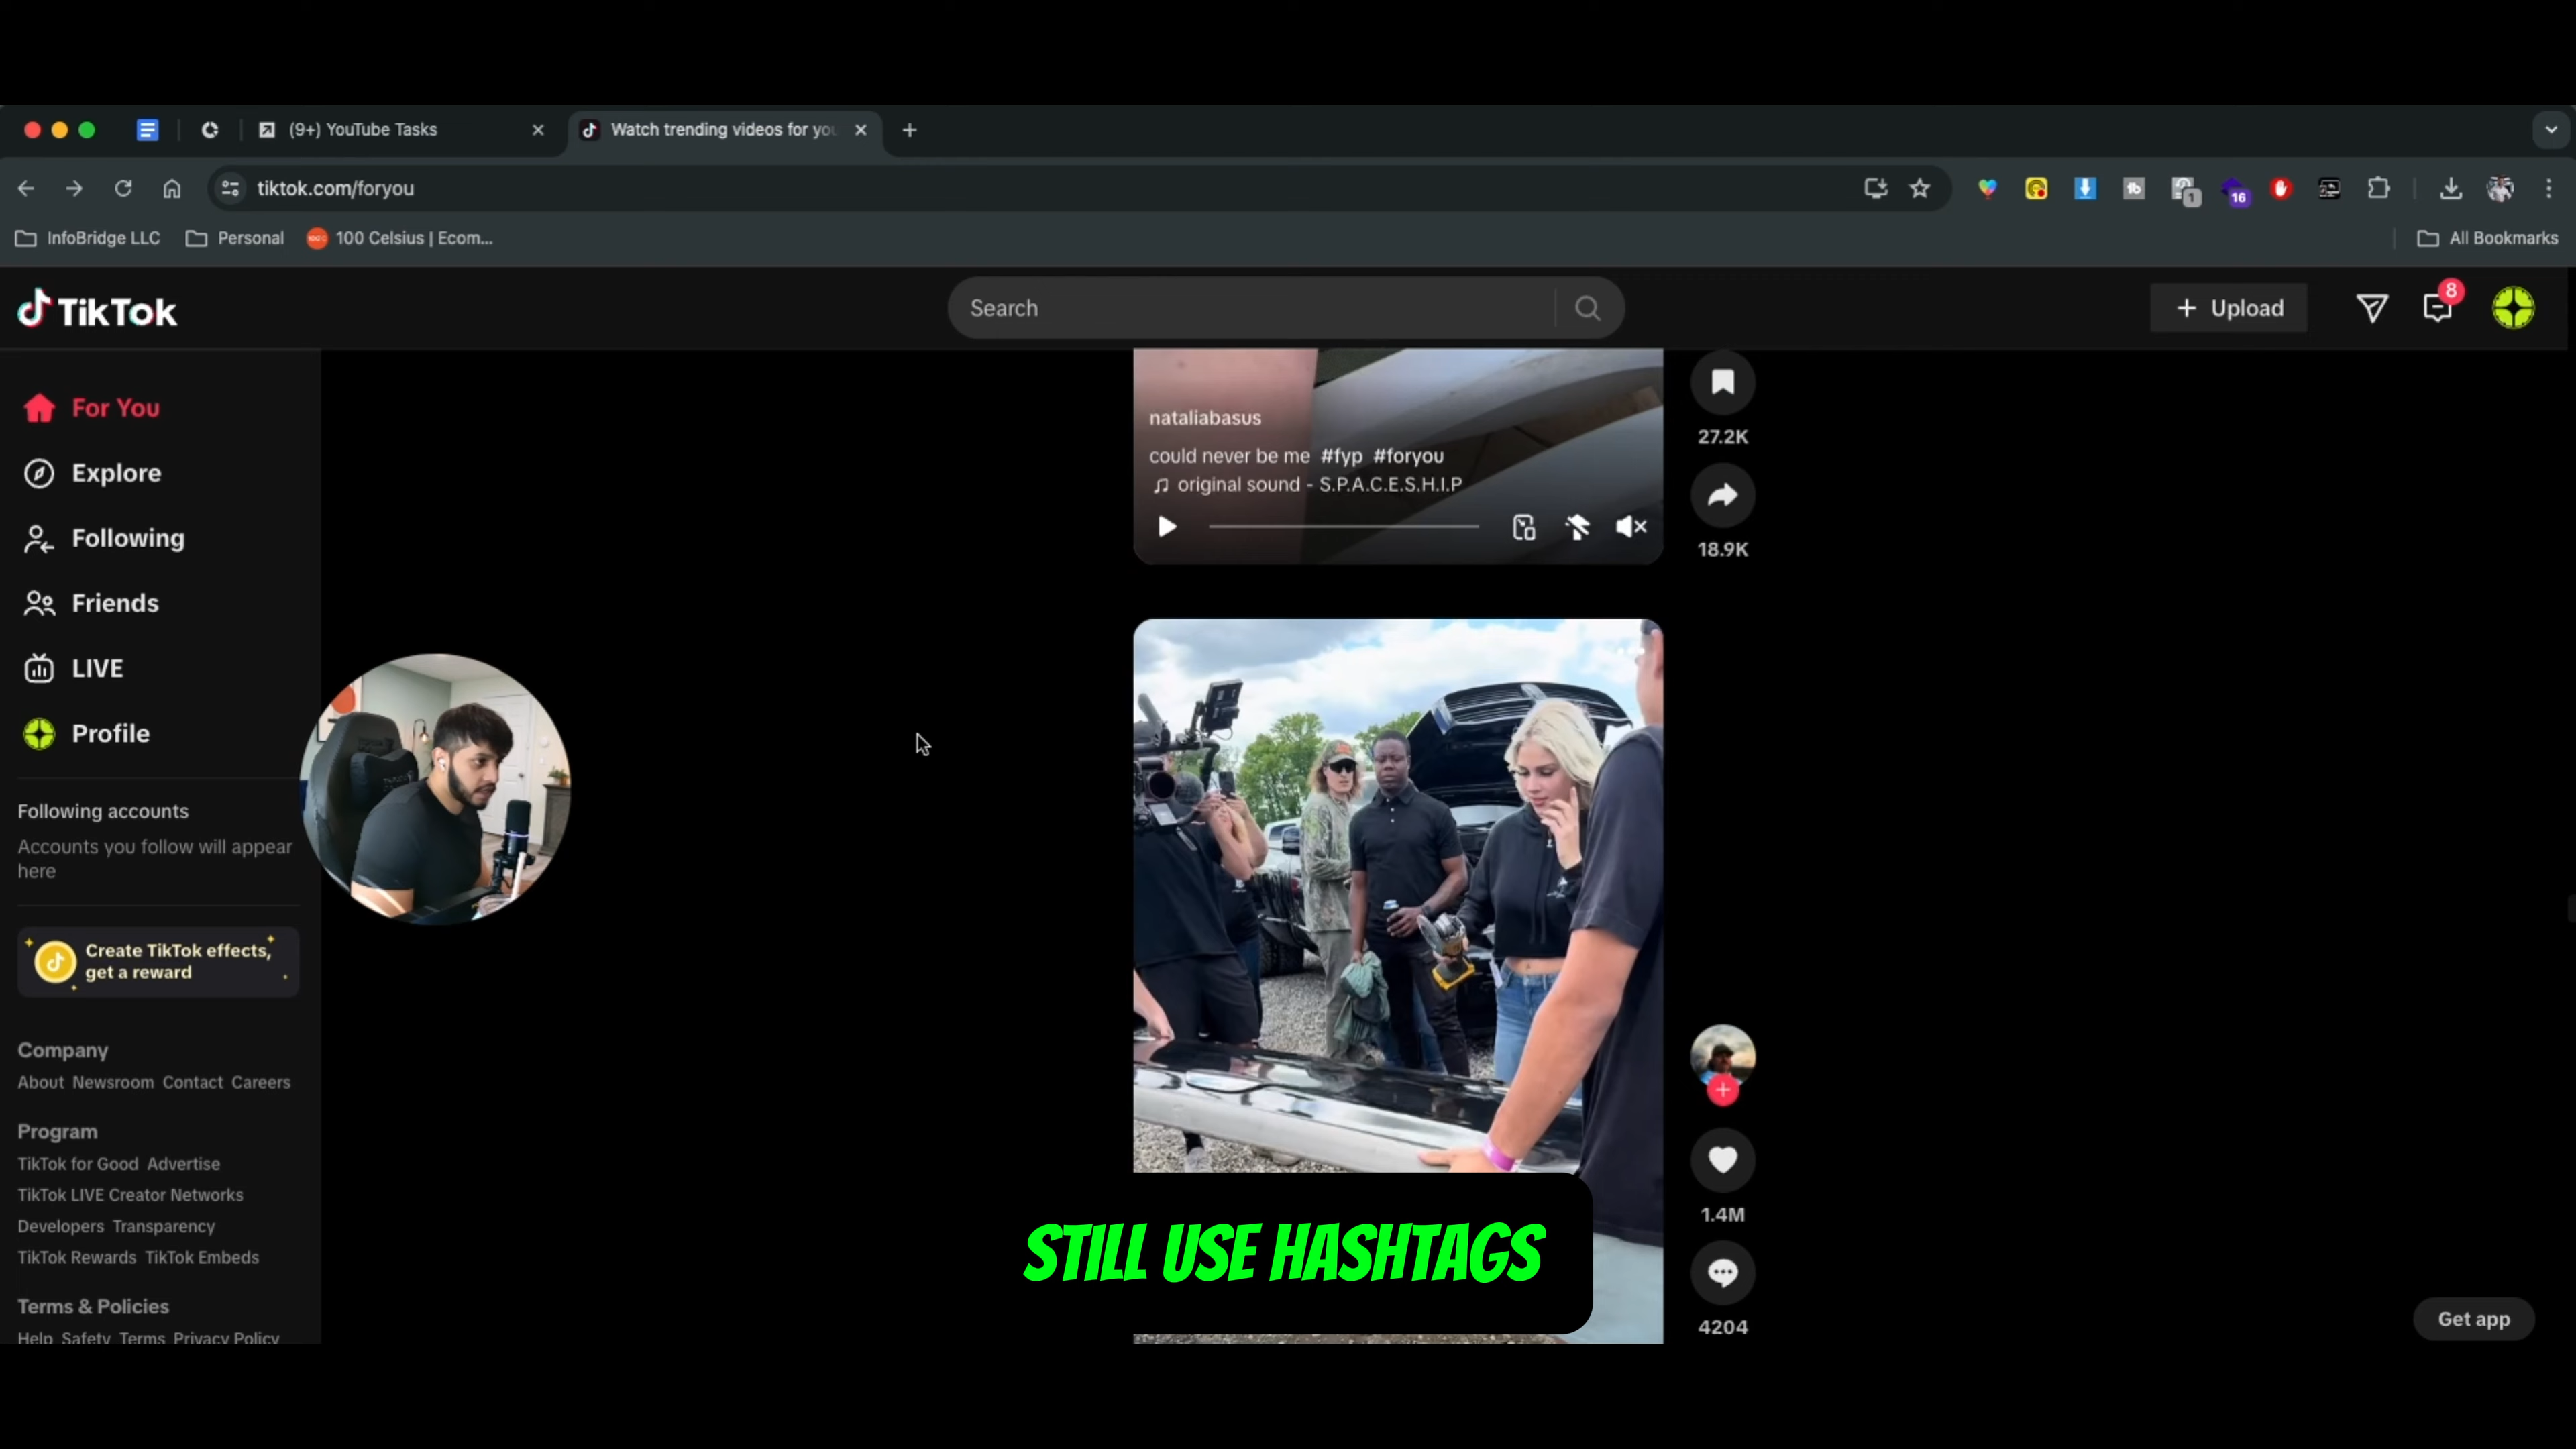 (9+) YouTube Tasks
Watch trending videos for you
tiktok.com/foryou
1
16
InfoBridge LLC
Personal
100 Celsius | Ecom...
All Bookmarks
TikTok
Search
Upload
8
For You
Explore
Following
Friends
LIVE
Profile
Following accounts
Accounts you follow will appear
here
Create TikTok effects,
get a reward
Company
About Newsroom Contact Careers
Program
TikTok for Good Advertise
TikTok LIVE Creator Networks
Developers Transparency
TikTok Rewards TikTok Embeds
Terms & Policies
Help Safety Terms Privacy Policy
nataliabasus
could never be me #fyp #foryou
original sound - S.P.A.C.E.S.H.I.P
27.2K
18.9K
STILL USE HASHTAGS
1.4M
4204
Get app